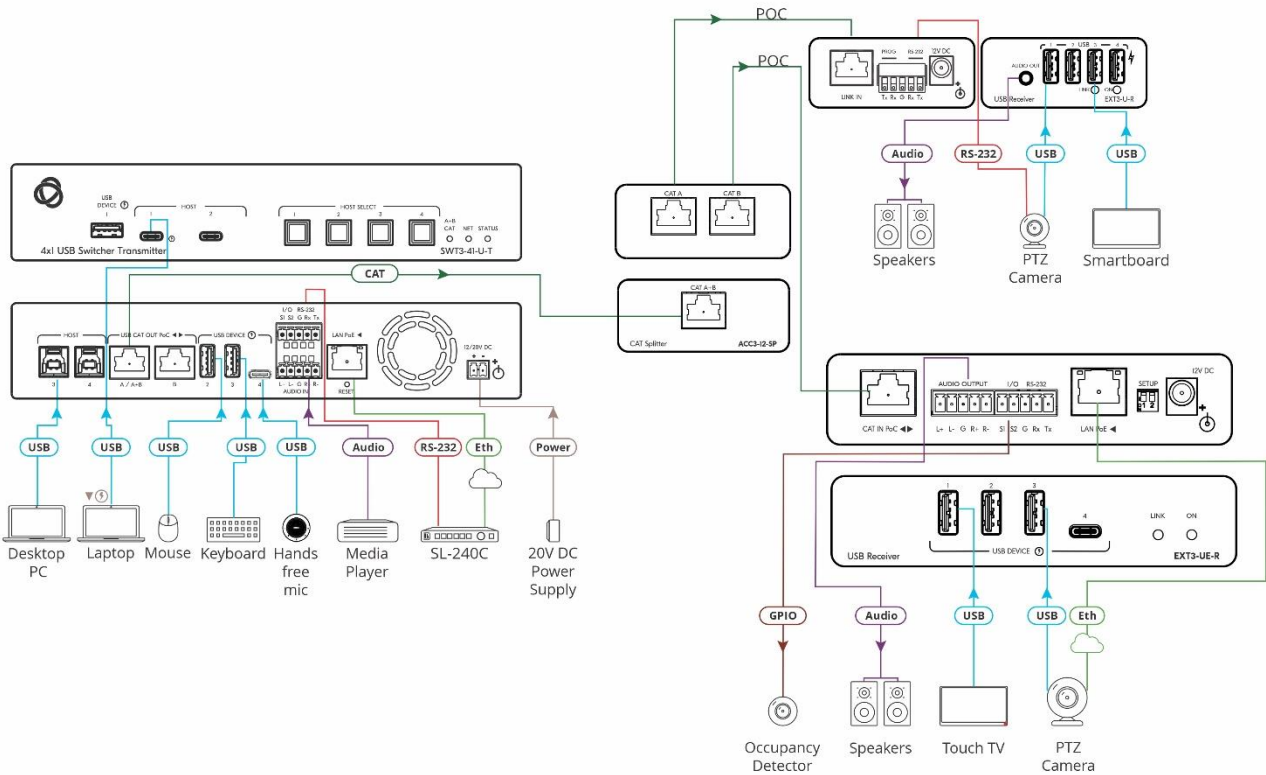 POC
POC
LINK IN
PROG RS-232
Tx Rx G Rx Tx
12V DC
AUDIO OUT
USB
1 2 3 4
LINK ON
USB Receiver
EXT3-U-R
Audio
RS-232
USB
USB
Speakers
PTZ
Camera
Smartboard
USB
DEVICE
1
HOST
1 2
HOST SELECT
1 2 3 4
A+B
CAT NET STATUS
4x1 USB Switcher Transmitter
SWT3-41-U-T
CAT
CAT A
CAT B
CAT A+B
CAT Splitter
ACC3-12-SP
HOST
3 4
USB CAT OUT PoC
A / A+B
B
USB DEVICE
2 3 4
I/O RS-232
S1 S2 G Rx Tx
L+ L- G R+ R-
AUDIO IN
LAN PoE
RESET
12/20V DC
USB
USB
USB
USB
USB
Audio
RS-232
Eth
Power
Desktop
PC
Laptop
Mouse
Keyboard
Hands
free
mic
Media
Player
SL-240C
20V DC
Power
Supply
CAT IN PoC
AUDIO OUTPUT
L+ L- G R+ R-
I/O RS-232
S1 S2 G Rx Tx
LAN PoE
SETUP
1 2
12V DC
1 2 3 4
USB DEVICE
LINK ON
USB Receiver
EXT3-UE-R
GPIO
Audio
USB
USB
Eth
Occupancy
Detector
Speakers
Touch TV
PTZ
Camera